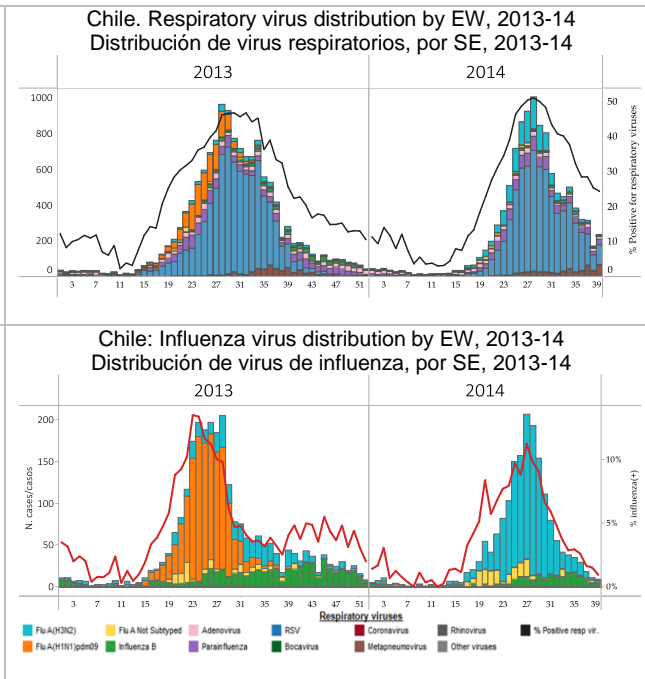 Chile. Respiratory virus distribution by EW, 2013-14
Distribución de virus respiratorios, por SE, 2013-14
2013 2014
1000
800
600
400
200
0
50
40
30
20
10
0
% Positive for respiratory viruses
3 7 11 15 19 23 27 31 35 39 43 47 51 3 7 11 15 19 23 27 31 35 39
Chile: Influenza virus distribution by EW, 2013-14
Distribución de virus de influenza, por SE, 2013-14
2013 2014
200
150
100
50
0
N. cases/casos
10%
5%
0%
% influenza(+)
3 7 11 15 19 23 27 31 35 39 43 47 51 3 7 11 15 19 23 27 31 35 39
Respiratory viruses
Flu A(H3N2) Flu A Not Subtyped Adenovirus RSV Coronavirus Rhinovirus % Positive resp vir..
Flu A(H1N1)pdm09 Influenza B Parainfluenza Bocavirus Metapneumovirus Other viruses